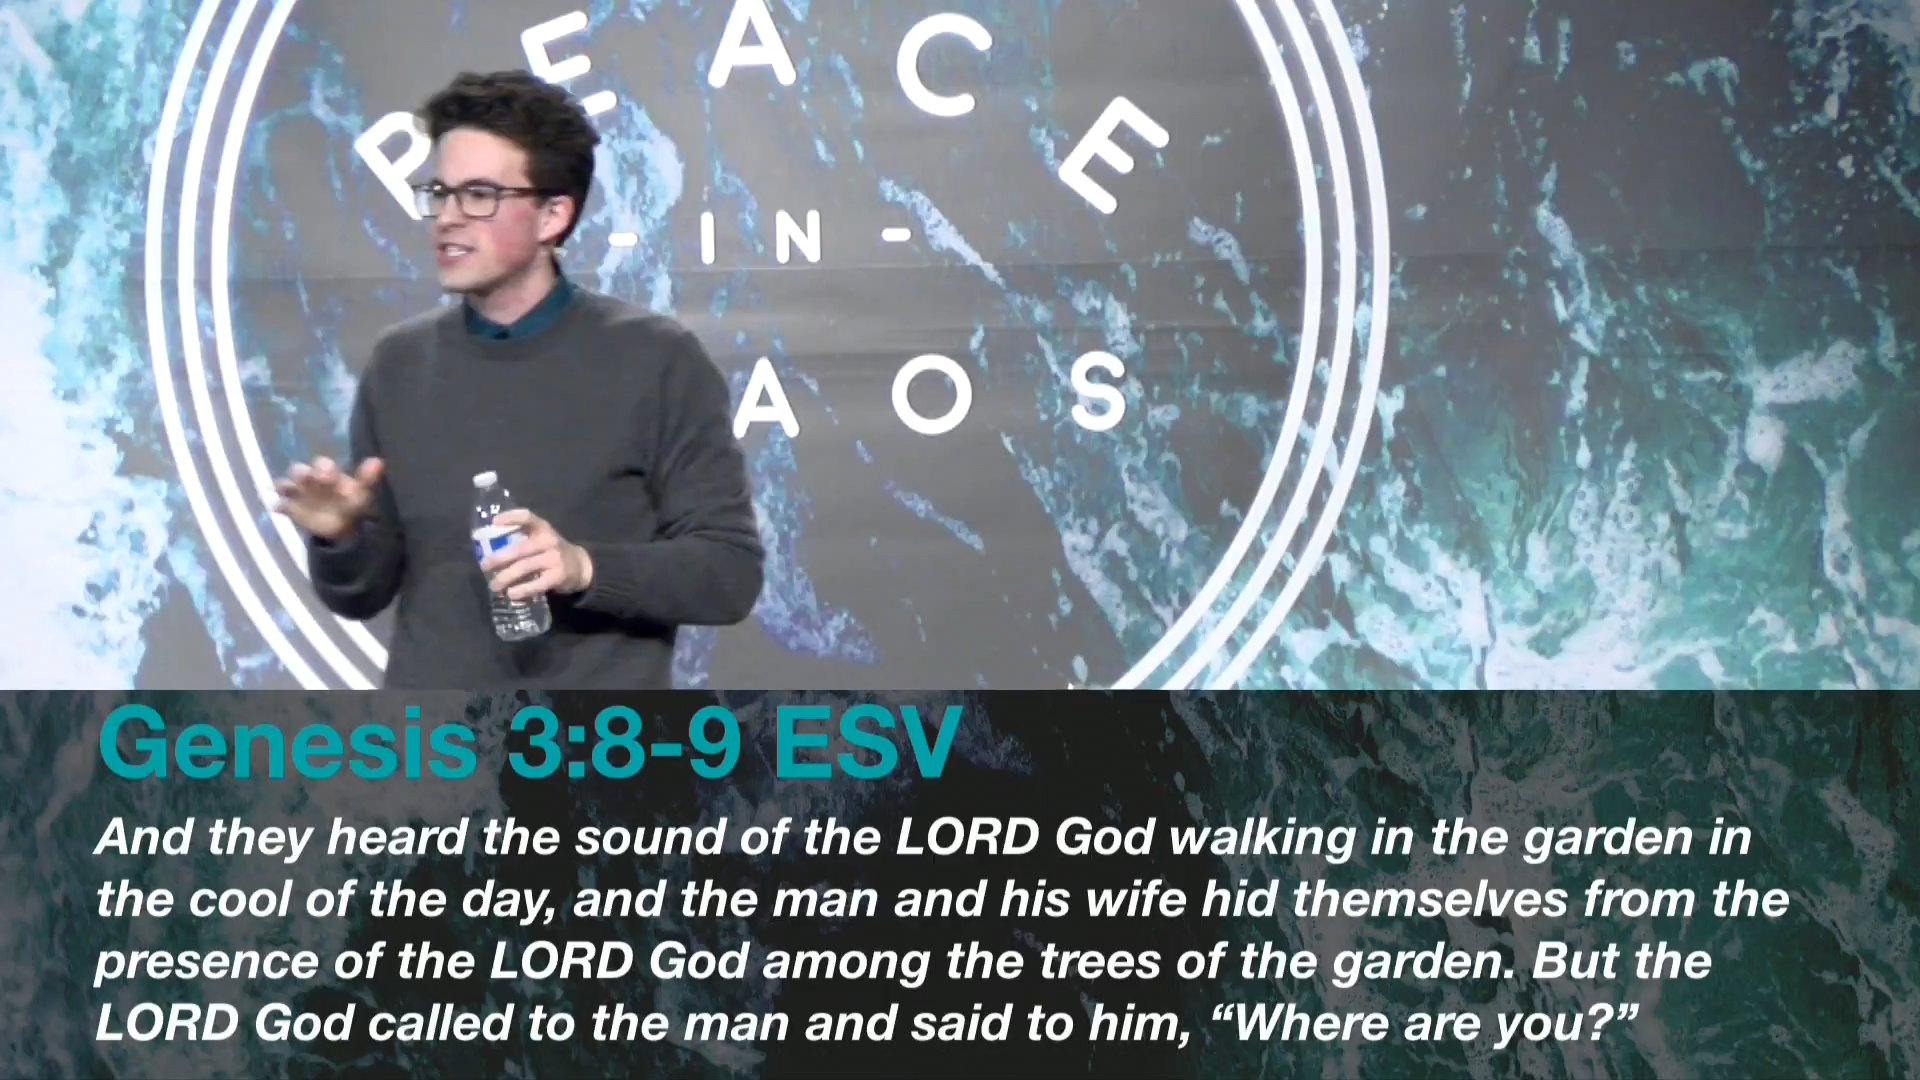 PEACE
- IN -
AOS
Genesis 3:8-9 ESV
And they heard the sound of the LORD God walking in the garden in
the cool of the day, and the man and his wife hid themselves from the
presence of the LORD God among the trees of the garden. But the
LORD God called to the man and said to him, “Where are you?”